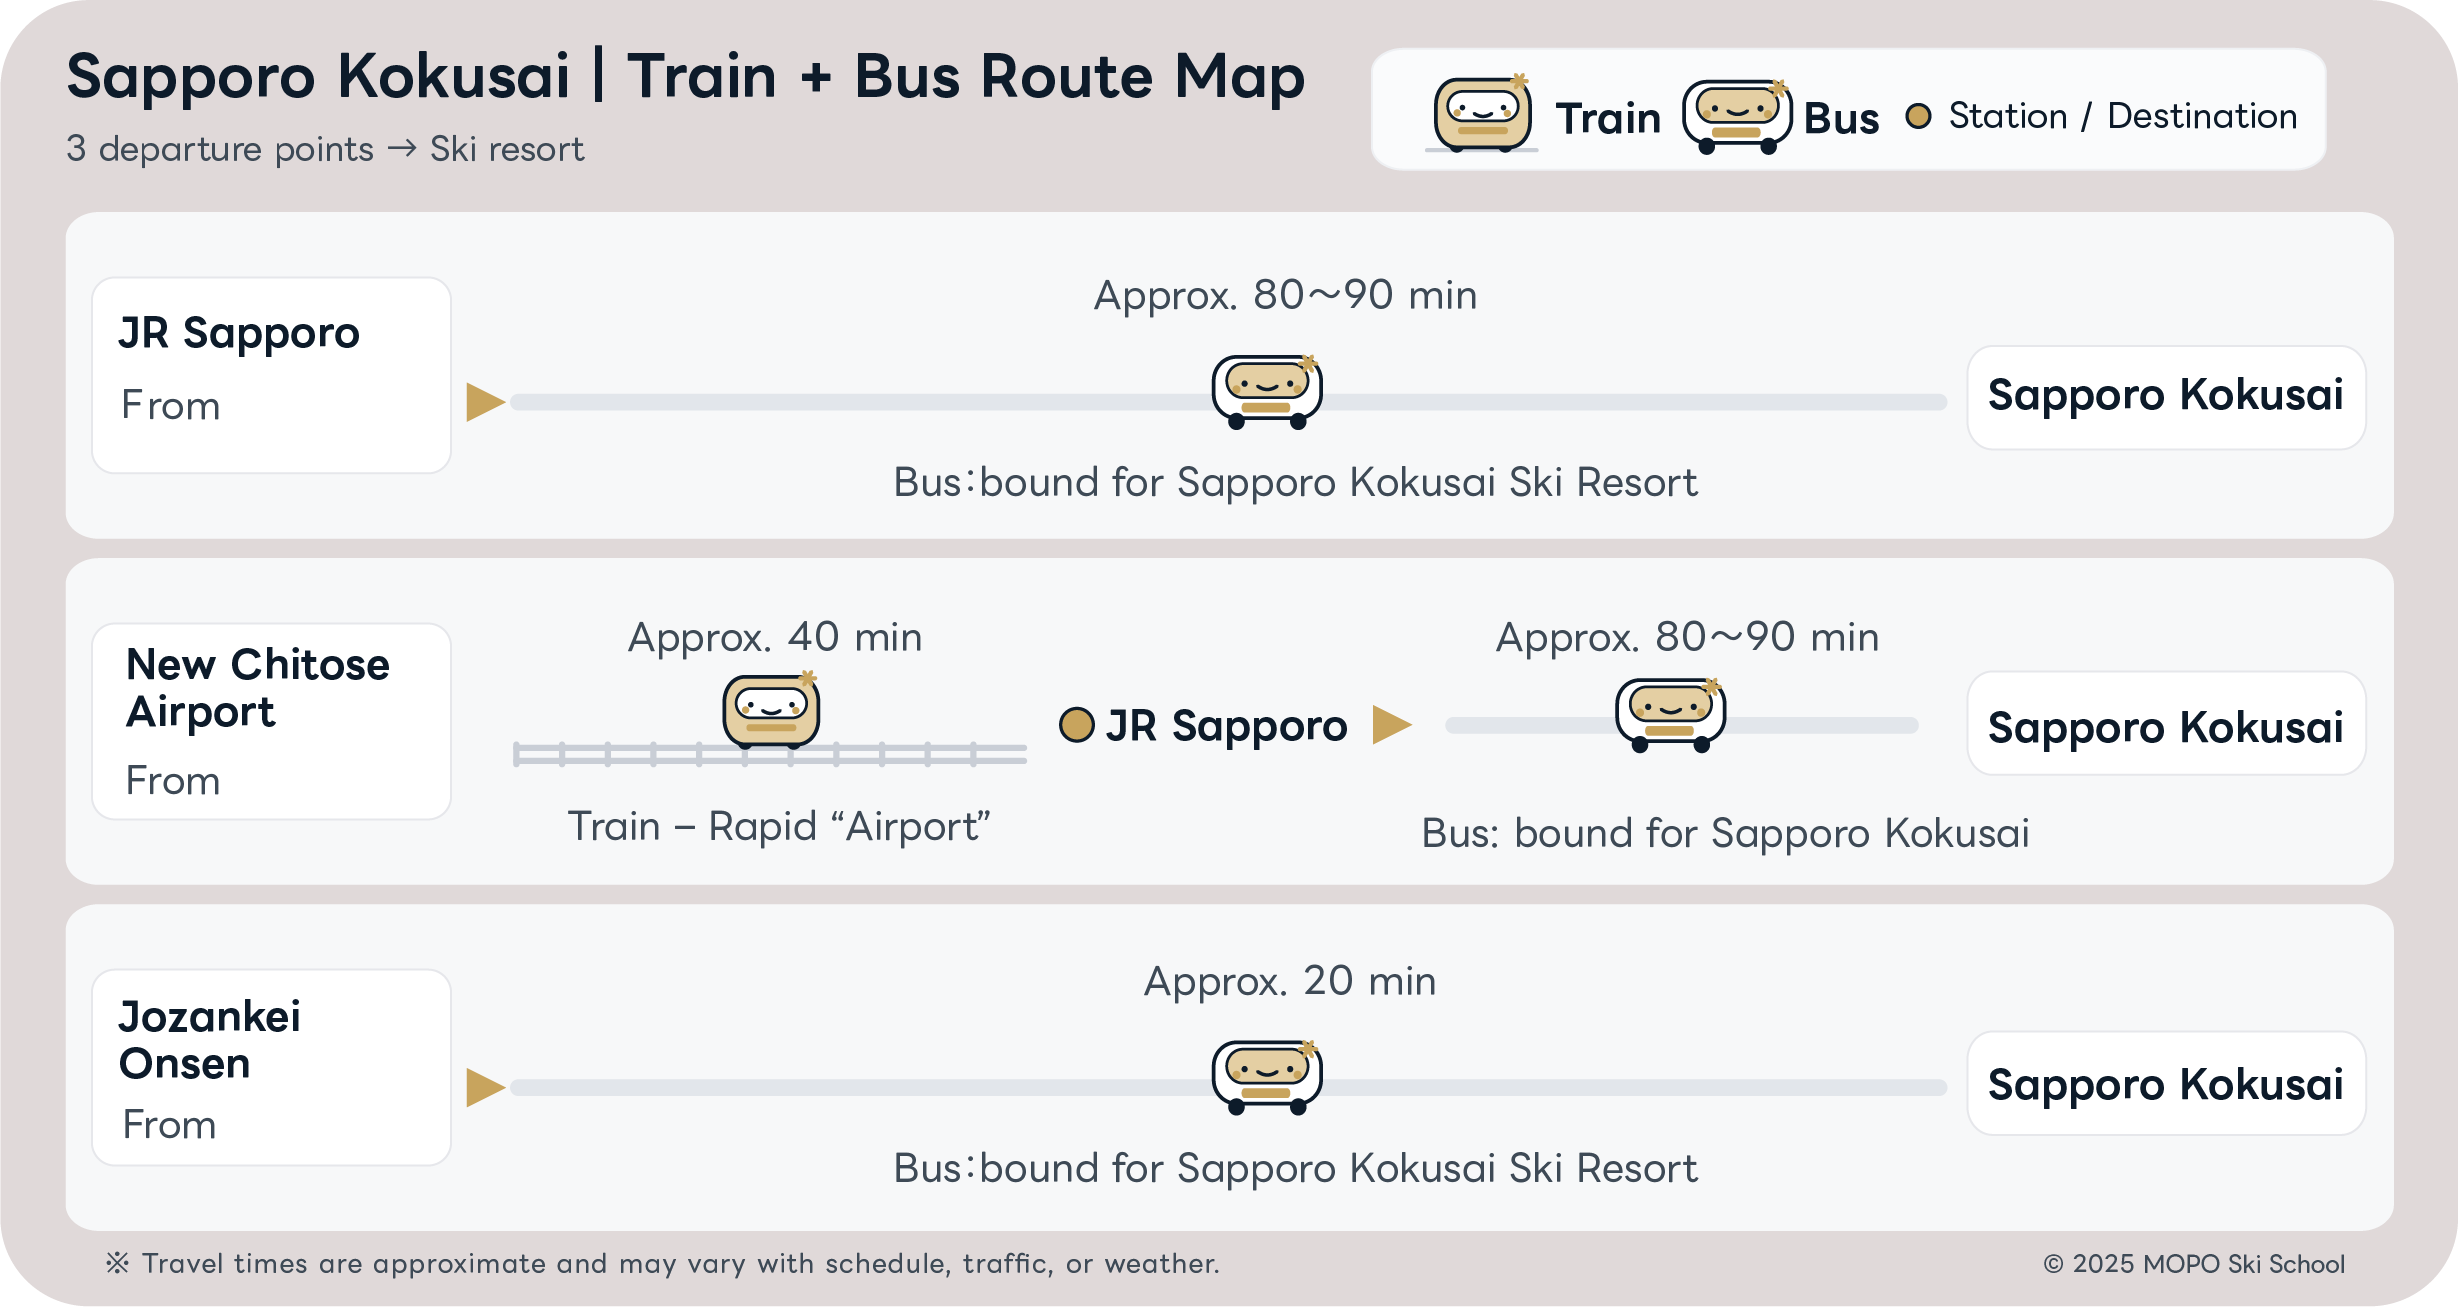 Sapporo Kokusai | Train + Bus Route Map
3 departure points → Ski resort
Train Bus Station / Destination
JR Sapporo
From
Approx. 80～90 min
Bus：bound for Sapporo Kokusai Ski Resort
Sapporo Kokusai
New Chitose
Airport
From
Approx. 40 min
Train – Rapid “Airport”
JR Sapporo
Approx. 80～90 min
Bus: bound for Sapporo Kokusai
Sapporo Kokusai
Jozankei
Onsen
From
Approx. 20 min
Bus：bound for Sapporo Kokusai Ski Resort
Sapporo Kokusai
※ Travel times are approximate and may vary with schedule, traffic, or weather.
© 2025 MOPO Ski School